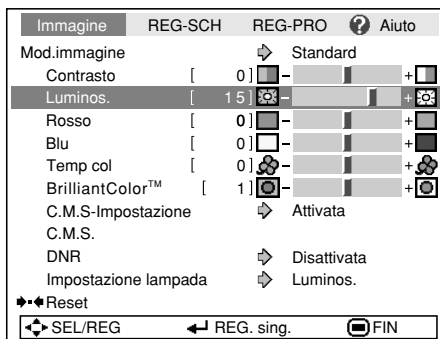 Immagine REG-SCH REG-PRO ? Aiuto
Mod.immagine Standard
Contrasto [ 0] - +
Luminos. [ 15] - +
Rosso [ 0] - +
Blu [ 0] - +
Temp col [ 0] - +
BrilliantColor™ [ 1] - +
C.M.S-Impostazione Attivata
C.M.S.
DNR Disattivata
Impostazione lampada Luminos.
Reset
SEL/REG REG. sing. FIN